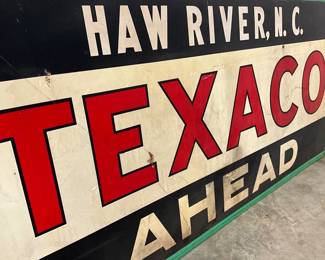 HAW RIVER, N. C.
TEXACO
AHEAD